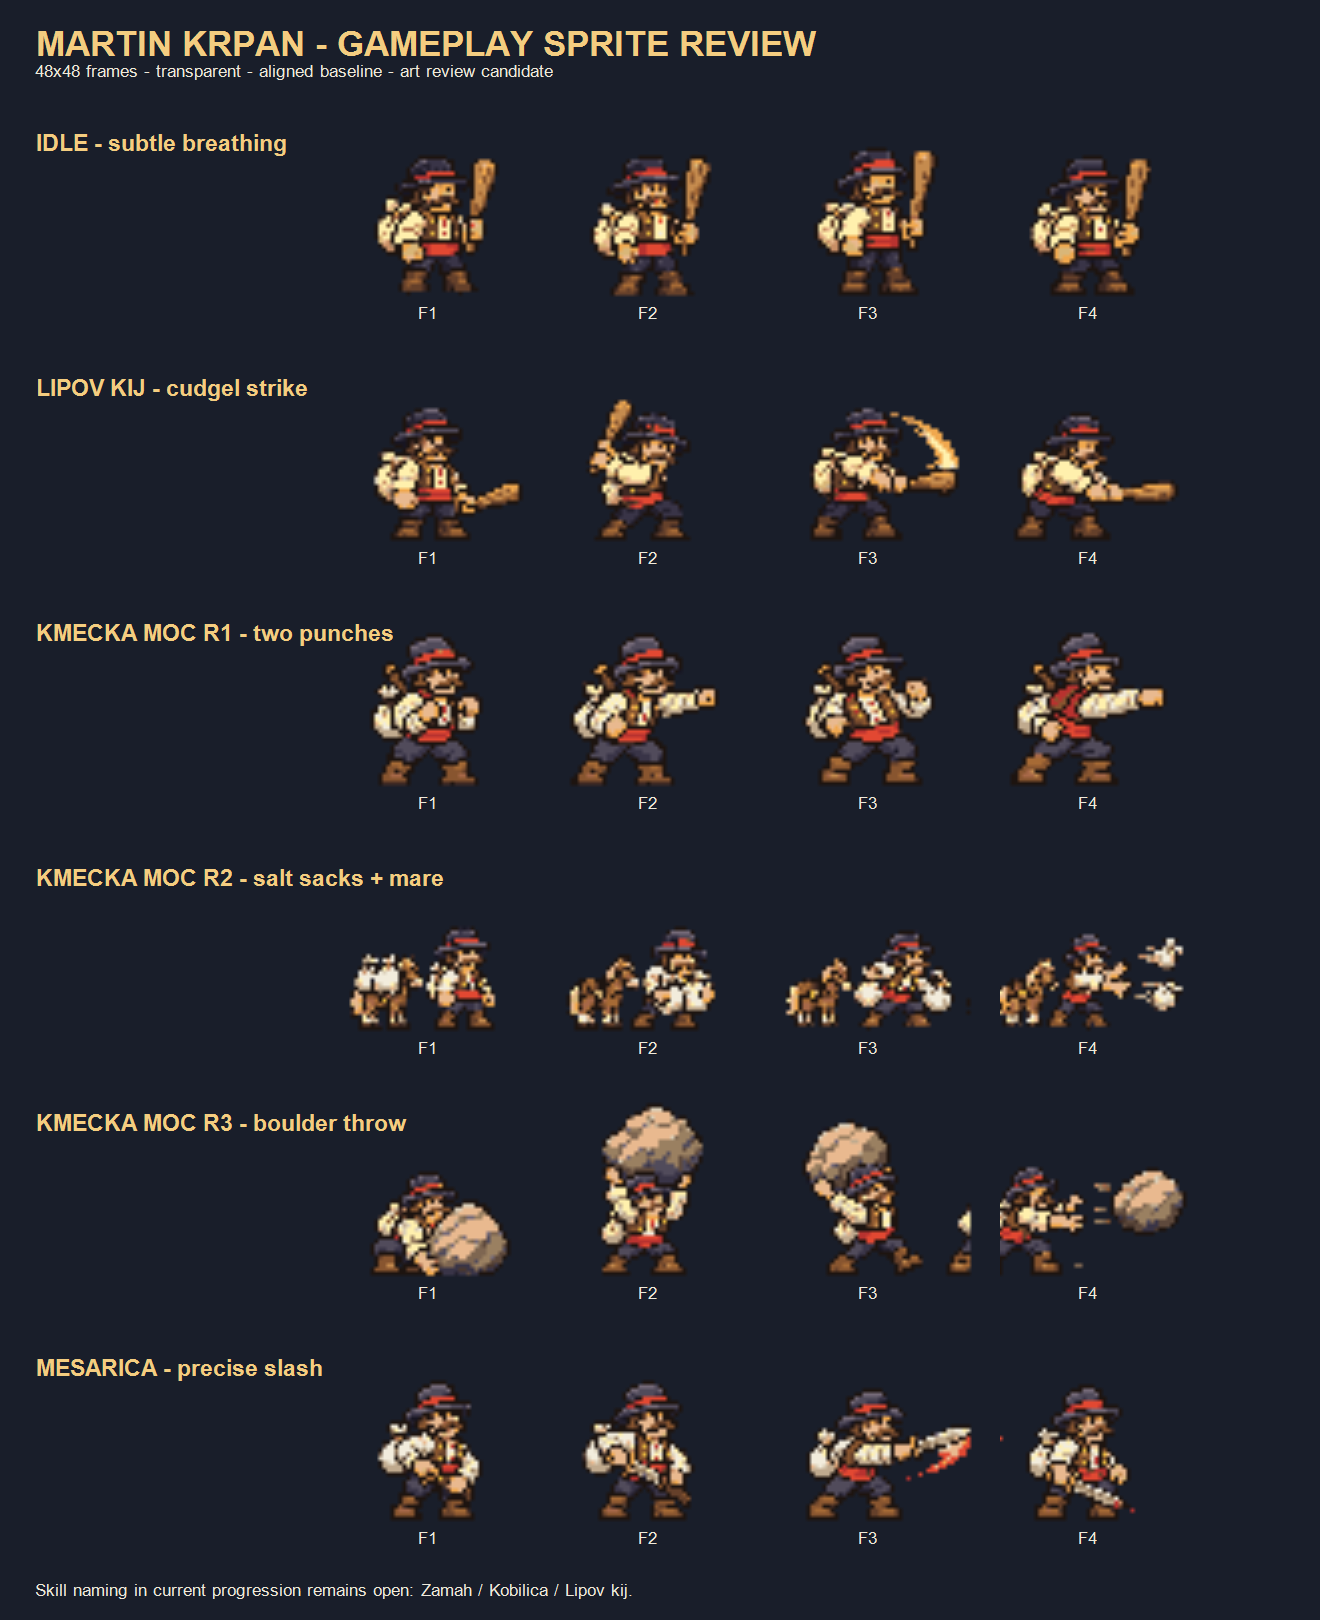 MARTIN KRPAN - GAMEPLAY SPRITE REVIEW
48x48 frames - transparent - aligned baseline - art review candidate
IDLE - subtle breathing
F1 F2 F3 F4
LIPOV KIJ - cudgel strike
F1 F2 F3 F4
KMECKA MOC R1 - two punches
F1 F2 F3 F4
KMECKA MOC R2 - salt sacks + mare
F1 F2 F3 F4
KMECKA MOC R3 - boulder throw
F1 F2 F3 F4
MESARICA - precise slash
F1 F2 F3 F4
Skill naming in current progression remains open: Zamah / Kobilica / Lipov kij.